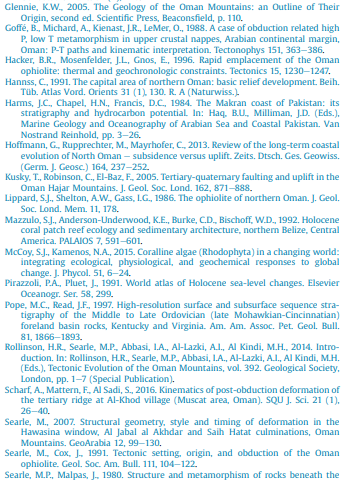 Glennie, K.W., 2005. The Geology of the Oman Mountains: an Outline of Their
Origin, second ed. Scientific Press, Beaconsfield, p. 110.
Goffé, B., Michard, A., Kienast, J.R., LeMer, O., 1988. A case of obduction related high
P, low T metamorphism in upper crustal nappes, Arabian continental margin,
Oman: P-T paths and kinematic interpretation. Tectonophys 151, 363–386.
Hacker, B.R., Mosenfelder, J.L., Gnos, E., 1996. Rapid emplacement of the Oman
ophiolite: thermal and geochronologic constraints. Tectonics 15, 1230–1247.
Hannss, C., 1991. The capital area of northern Oman: basic relief development. Beih.
Tüb. Atlas Vord. Orients 31 (1), 130. R. A (Naturwiss.).
Harms, J.C., Chapel, H.N., Francis, D.C., 1984. The Makran coast of Pakistan: its
stratigraphy and hydrocarbon potential. In: Haq, B.U., Milliman, J.D. (Eds.),
Marine Geology and Oceanography of Arabian Sea and Coastal Pakistan. Van
Nostrand Reinhold, pp. 3–26.
Hoffmann, G., Rupprechter, M., Mayrhofer, C., 2013. Review of the long-term coastal
evolution of North Oman – subsidence versus uplift. Zeits. Dtsch. Ges. Geowiss.
(Germ. J. Geosc.) 164, 237–252.
Kusky, T., Robinson, C., El-Baz, F., 2005. Tertiary-quaternary faulting and uplift in the
Oman Hajar Mountains. J. Geol. Soc. Lond. 162, 871–888.
Lippard, S.J., Shelton, A.W., Gass, I.G., 1986. The ophiolite of northern Oman. J. Geol.
Soc. Lond. Mem. 11, 178.
Mazzulo, S.J., Anderson-Underwood, K.E., Burke, C.D., Bischoff, W.D., 1992. Holocene
coral patch reef ecology and sedimentary architecture, northern Belize, Central
America. PALAIOS 7, 591–601.
McCoy, S.J., Kamenos, N.A., 2015. Coralline algae (Rhodophyta) in a changing world:
integrating ecological, physiological, and geochemical responses to global
change. J. Phycol. 51, 6–24.
Pirazzoli, P.A., Pluet, J., 1991. World atlas of Holocene sea-level changes. Elsevier
Oceanogr. Ser. 58, 299.
Pope, M.C., Read, J.F., 1997. High-resolution surface and subsurface sequence stra-
tigraphy of the Middle to Late Ordovician (late Mohawkian-Cincinnatian)
foreland basin rocks, Kentucky and Virginia. Am. Am. Assoc. Pet. Geol. Bull.
81, 1866–1893.
Rollinson, H.R., Searle, M.P., Abbasi, I.A., Al-Lazki, A.I., Al Kindi, M.H., 2014. Intro-
duction. In: Rollinson, H.R., Searle, M.P., Abbasi, I.A., Al-Lazki, A.I., Al Kindi, M.H.
(Eds.), Tectonic Evolution of the Oman Mountains, vol. 392. Geological Society,
London, pp. 1–7 (Special Publication).
Scharf, A., Mattern, F., Al Sadi, S., 2016. Kinematics of post-obduction deformation of
the tertiary ridge at Al-Khod village (Muscat area, Oman). SQU J. Sci. 21 (1),
26–40.
Searle, M., 2007. Structural geometry, style and timing of deformation in the
Hawasina window, Al Jabal al Akhdar and Saih Hatat culminations, Oman
Mountains. GeoArabia 12, 99–130.
Searle, M., Cox, J., 1991. Tectonic setting, origin, and obduction of the Oman
ophiolite. Geol. Soc. Am. Bull. 111, 104–122.
Searle, M.P., Malpas, J., 1980. Structure and metamorphism of rocks beneath the